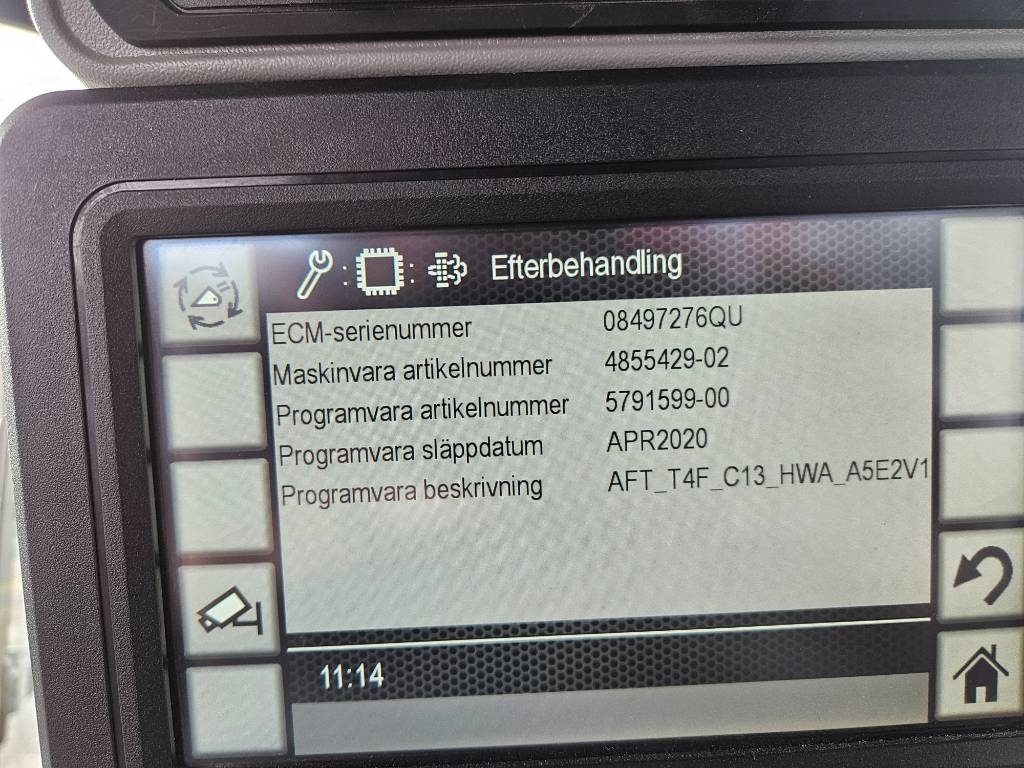 Efterbehandling
ECM-serienummer 08497276QU
Maskinvara artikelnummer 4855429-02
Programvara artikelnummer 5791599-00
Programvara släppdatum APR2020
Programvara beskrivning AFT_T4F_C13_HWA_A5E2V1
11:14